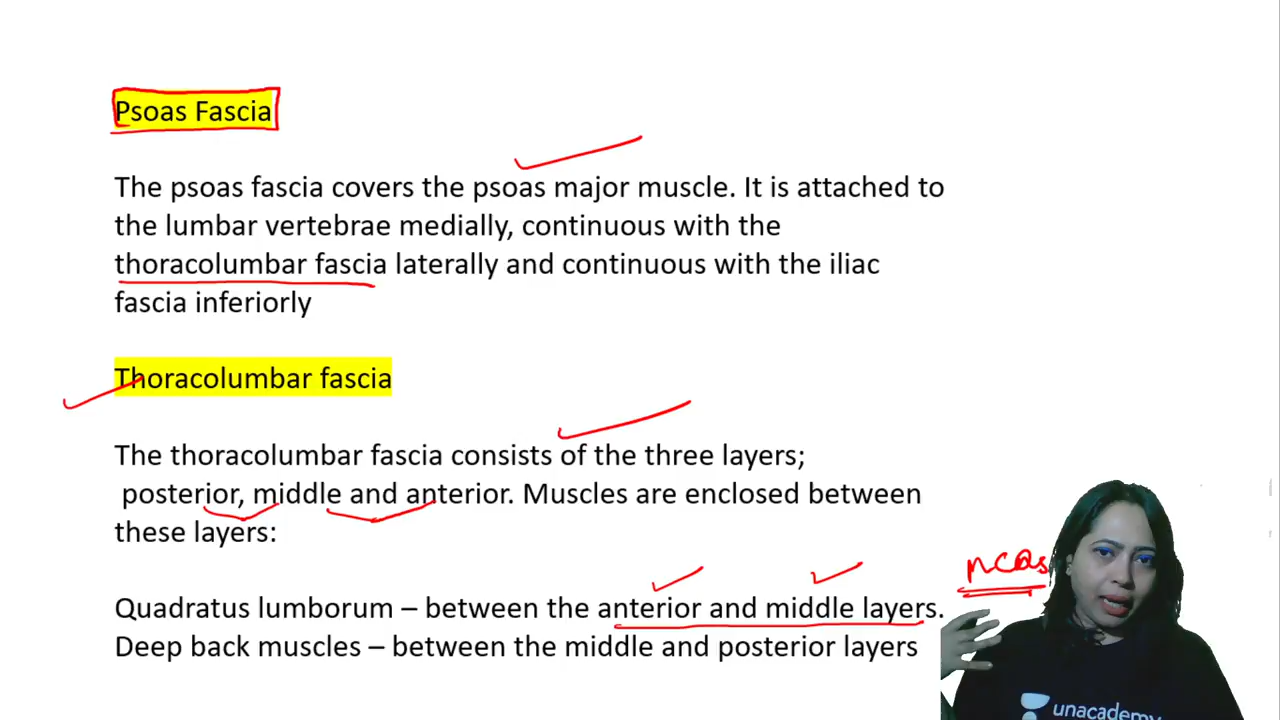 Psoas Fascia
The psoas fascia covers the psoas major muscle. It is attached to
the lumbar vertebrae medially, continuous with the
thoracolumbar fascia laterally and continuous with the iliac
fascia inferiorly
Thoracolumbar fascia
The thoracolumbar fascia consists of the three layers;
posterior, middle and anterior. Muscles are enclosed between
these layers:
MCQs
Quadratus lumborum – between the anterior and middle layers.
Deep back muscles – between the middle and posterior layers
unacademy